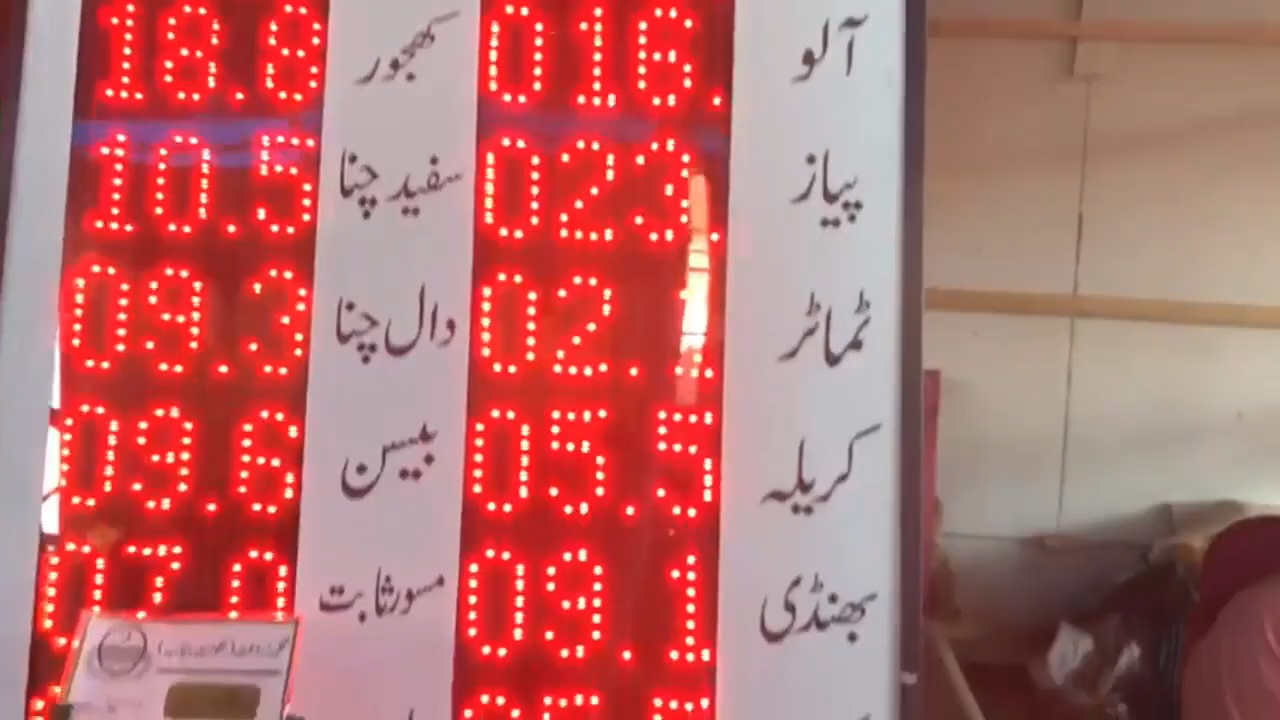 آلو 016. کھجور 18.8
پیاز 023. سفید چنا 10.5
ٹماٹر 02.1 دال چنا 09.3
کریلہ 05.5 بیسن 09.6
بھنڈی 09.1 مسور ثابت 07.0